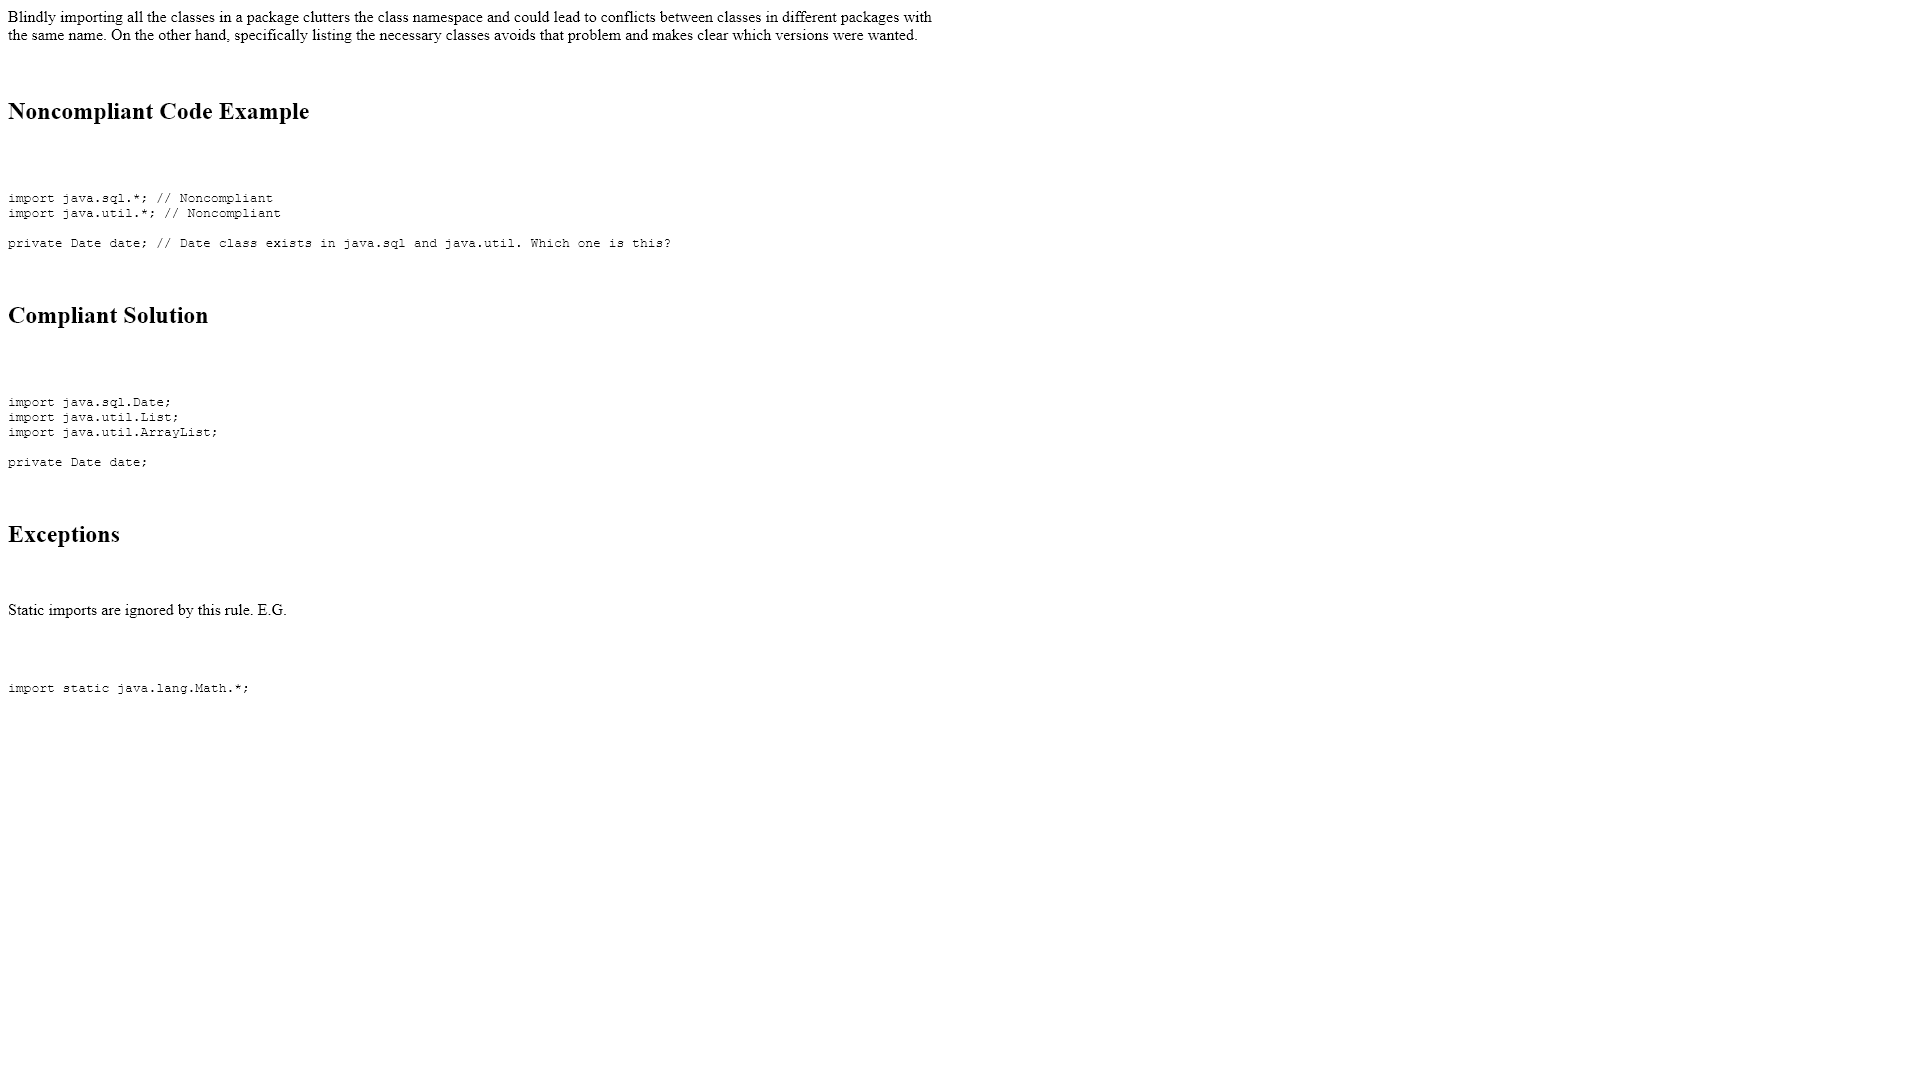 Blindly importing all the classes in a package clutters the class namespace and could lead to conflicts between classes in different packages with
the same name. On the other hand, specifically listing the necessary classes avoids that problem and makes clear which versions were wanted.
Noncompliant Code Example
import java.sql.*; // Noncompliant
import java.util.*; // Noncompliant
private Date date; // Date class exists in java.sql and java.util. Which one is this?
Compliant Solution
import java.sql.Date;
import java.util.List;
import java.util.ArrayList;
private Date date;
Exceptions
Static imports are ignored by this rule. E.G.
import static java.lang.Math.*;